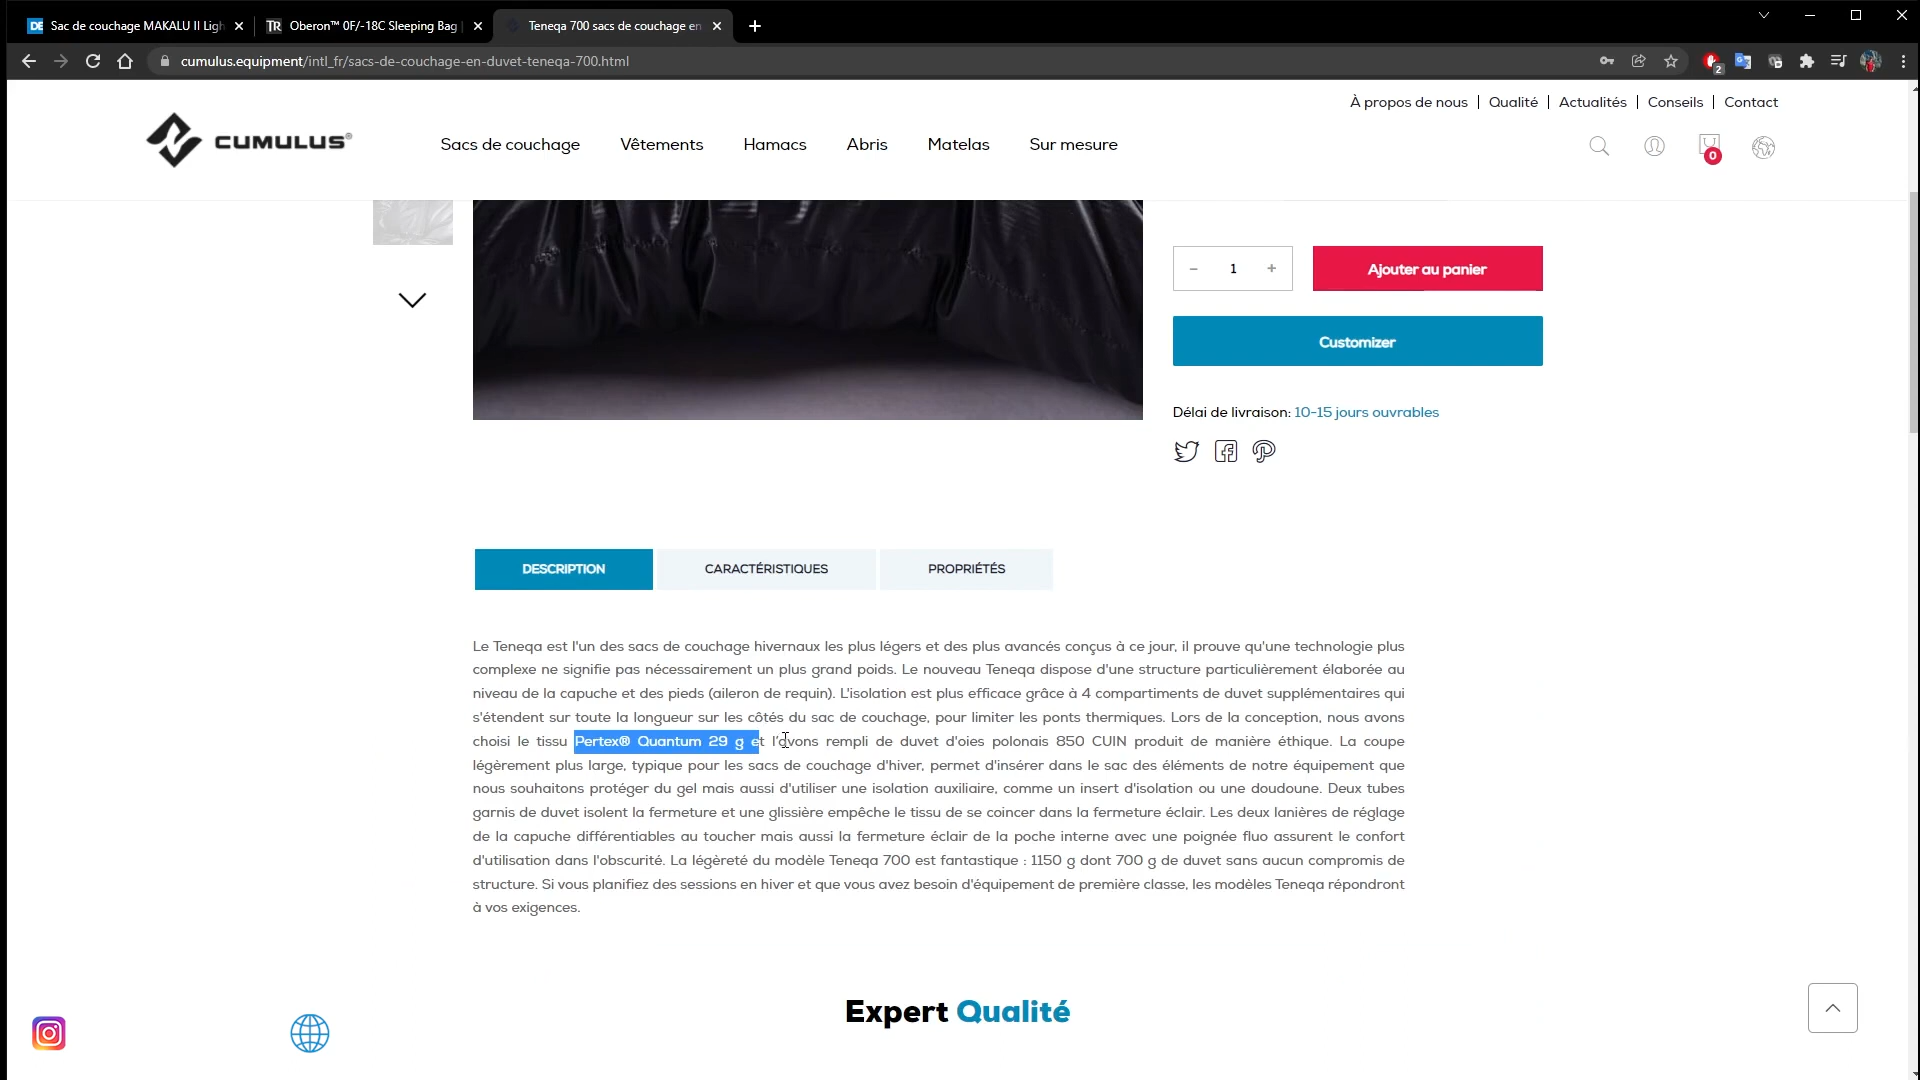 Sac de couchage MAKALU II Ligh
Oberon™ 0F/-18C Sleeping Bag |
Teneqa 700 sacs de couchage en
cumulus.equipment/intl_fr/sacs-de-couchage-en-duvet-teneqa-700.html
2
À propos de nous | Qualité | Actualités | Conseils | Contact
CUMULUS®
Sacs de couchage
Vêtements
Hamacs
Abris
Matelas
Sur mesure
0
- 1 +
Ajouter au panier
Customizer
Délai de livraison: 10-15 jours ouvrables
DESCRIPTION
CARACTÉRISTIQUES
PROPRIÉTÉS
Le Teneqa est l'un des sacs de couchage hivernaux les plus légers et des plus avancés conçus à ce jour, il prouve qu'une technologie plus
complexe ne signifie pas nécessairement un plus grand poids. Le nouveau Teneqa dispose d'une structure particulièrement élaborée au
niveau de la capuche et des pieds (aileron de requin). L'isolation est plus efficace grâce à 4 compartiments de duvet supplémentaires qui
s'étendent sur toute la longueur sur les côtés du sac de couchage, pour limiter les ponts thermiques. Lors de la conception, nous avons
choisi le tissu Pertex® Quantum 29 g et l'avons rempli de duvet d'oies polonais 850 CUIN produit de manière éthique. La coupe
légèrement plus large, typique pour les sacs de couchage d'hiver, permet d'insérer dans le sac des éléments de notre équipement que
nous souhaitons protéger du gel mais aussi d'utiliser une isolation auxiliaire, comme un insert d'isolation ou une doudoune. Deux tubes
garnis de duvet isolent la fermeture et une glissière empêche le tissu de se coincer dans la fermeture éclair. Les deux lanières de réglage
de la capuche différentiables au toucher mais aussi la fermeture éclair de la poche interne avec une poignée fluo assurent le confort
d'utilisation dans l'obscurité. La légèreté du modèle Teneqa 700 est fantastique : 1150 g dont 700 g de duvet sans aucun compromis de
structure. Si vous planifiez des sessions en hiver et que vous avez besoin d'équipement de première classe, les modèles Teneqa répondront
à vos exigences.
Expert Qualité